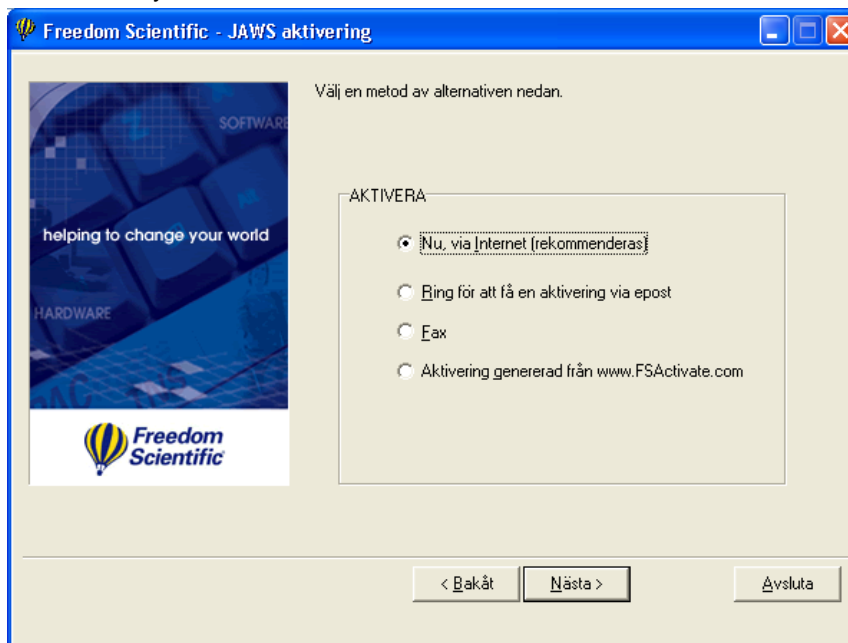 Freedom Scientific - JAWS aktivering
Välj en metod av alternativen nedan.
SOFTWARE
AKTIVERA
helping to change your world
Nu, via Internet (rekommenderas)
Ring för att få en aktivering via epost
HARDWARE
Fax
Aktivering genererad från www.FSActivate.com
Freedom
Scientific
< Bakåt
Nästa >
Avsluta